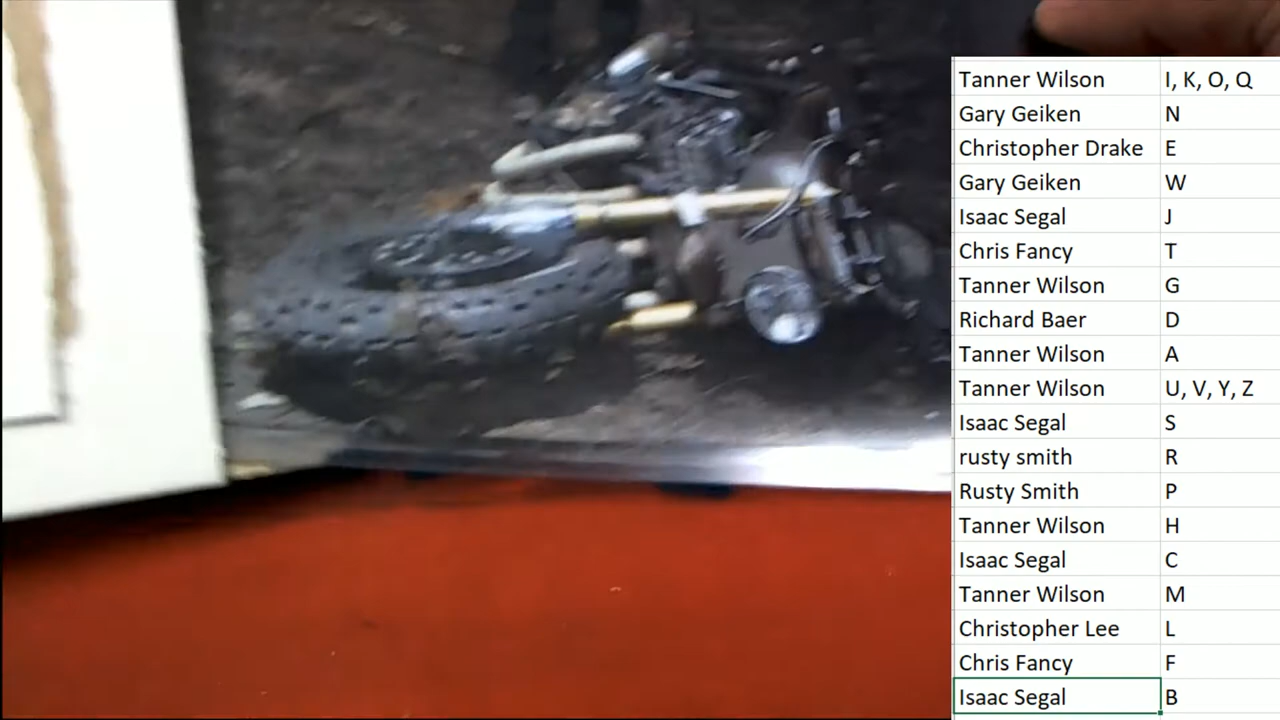 Tanner Wilson I, K, O, Q
Gary Geiken N
Christopher Drake E
Gary Geiken W
Isaac Segal J
Chris Fancy T
Tanner Wilson G
Richard Baer D
Tanner Wilson A
Tanner Wilson U, V, Y, Z
Isaac Segal S
rusty smith R
Rusty Smith P
Tanner Wilson H
Isaac Segal C
Tanner Wilson M
Christopher Lee L
Chris Fancy F
Isaac Segal B